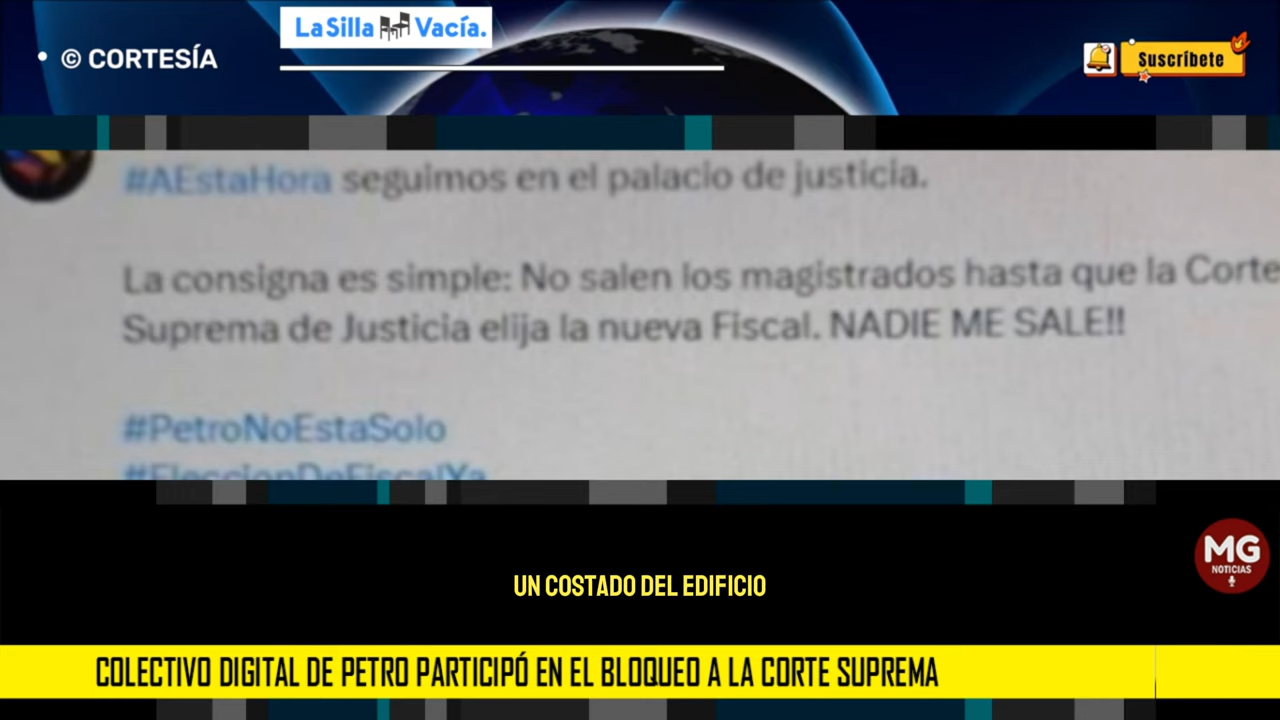 • © CORTESÍA
La Silla Vacía.
Suscríbete
#AEstaHora seguimos en el palacio de justicia.
La consigna es simple: No salen los magistrados hasta que la Corte
Suprema de Justicia elija la nueva Fiscal. NADIE ME SALE!!
#PetroNoEstaSolo
#EleccionDeFiscalYa
MG
NOTICIAS
UN COSTADO DEL EDIFICIO
COLECTIVO DIGITAL DE PETRO PARTICIPÓ EN EL BLOQUEO A LA CORTE SUPREMA